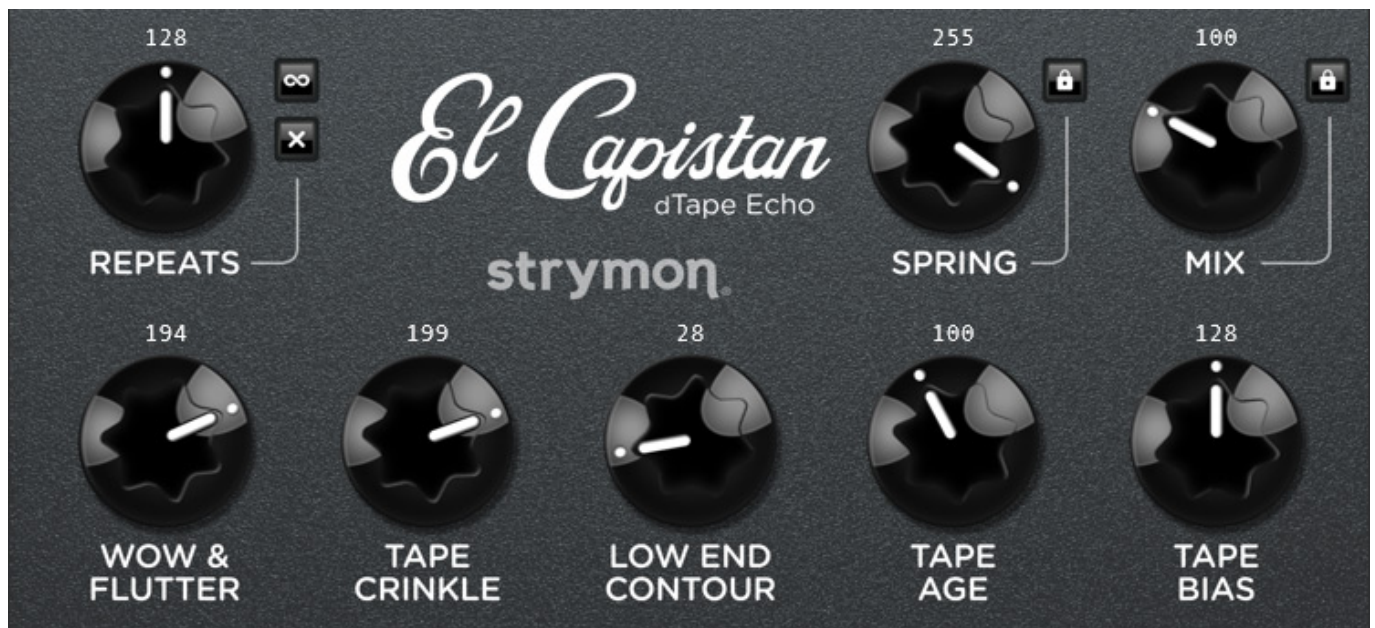 128
255
100
∞
×
El Capistan
dTape Echo
REPEATS
SPRING
MIX
strymon®
194
199
28
100
128
WOW &
FLUTTER
TAPE
CRINKLE
LOW END
CONTOUR
TAPE
AGE
TAPE
BIAS